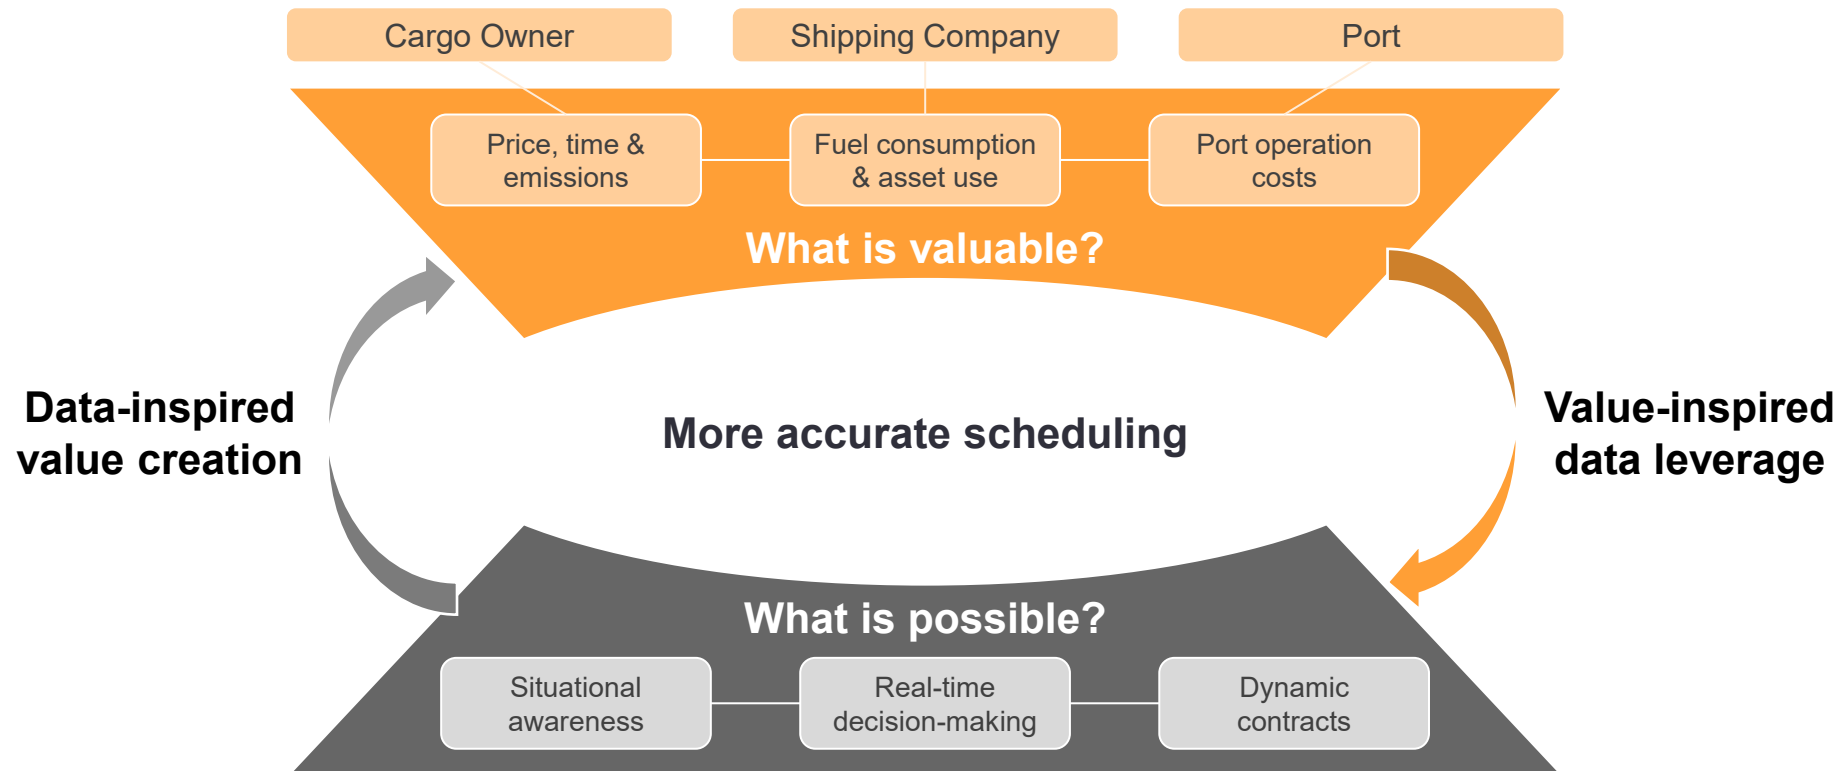 Cargo Owner
Shipping Company
Port
Price, time &
emissions
Fuel consumption
& asset use
Port operation
costs
What is valuable?
Data-inspired
value creation
More accurate scheduling
Value-inspired
data leverage
What is possible?
Situational
awareness
Real-time
decision-making
Dynamic
contracts